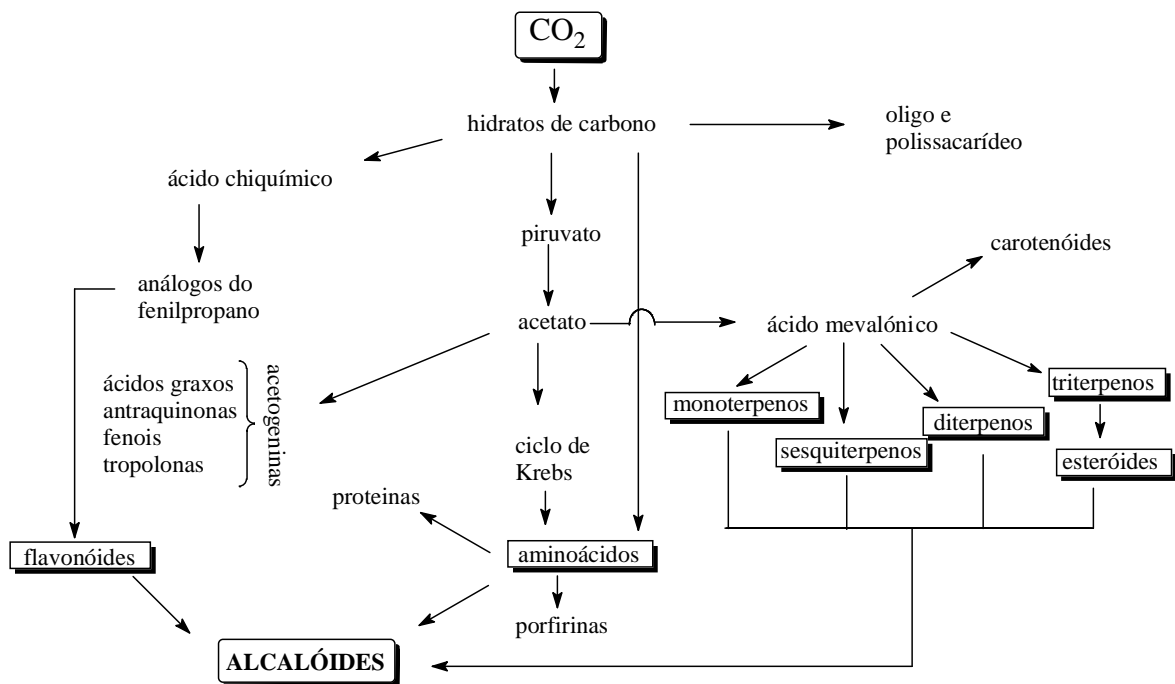 CO2
hidratos de carbono
oligo e
polissacarídeo
ácido chiquímico
piruvato
carotenóides
análogos do
fenilpropano
acetato
ácido mevalónico
ácidos graxos
antraquinonas
fenois
tropolonas
acetogeninas
monoterpenos
sesquiterpenos
diterpenos
triterpenos
esteróides
ciclo de
Krebs
proteinas
flavonóides
aminoácidos
porfirinas
ALCALÓIDES